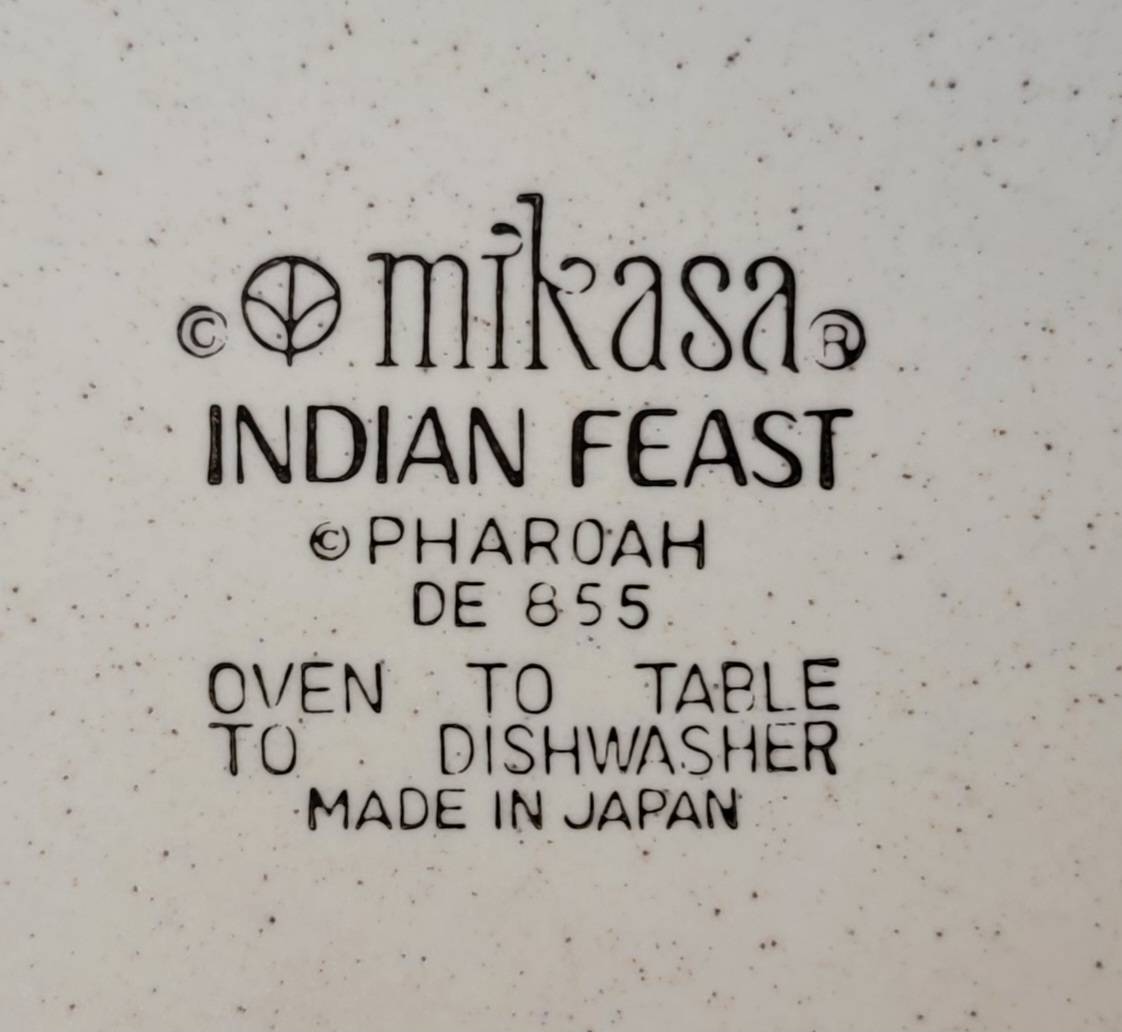 © mikasa ®
INDIAN FEAST
© PHAROAH
DE 855
OVEN TO TABLE
TO DISHWASHER
MADE IN JAPAN